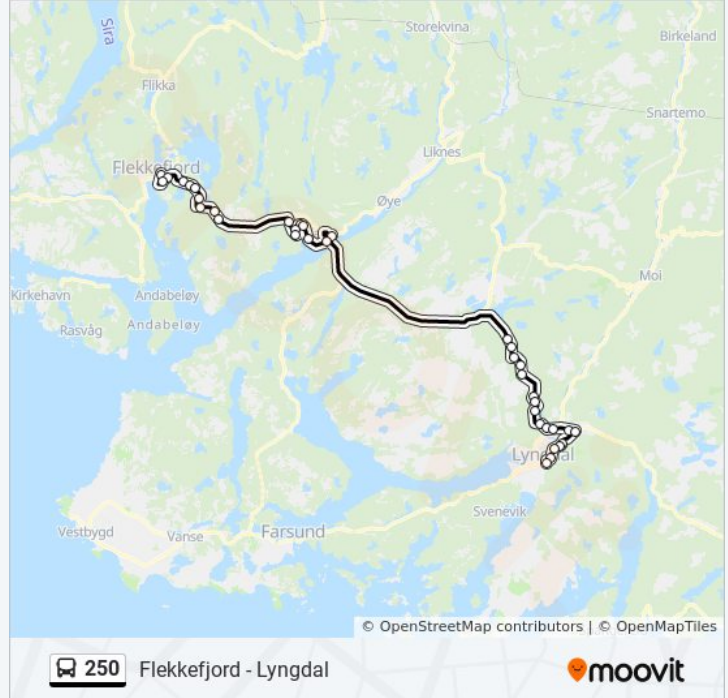 Storekvina
Sira
Birkeland
Flikka
Snartemo
Liknes
Flekkefjord
Øye
Moi
Kirkehavn
Andabeløy
Rasvåg
Andabeløy
Lyngdal
Svenevik
Vestbygd
Vanse
Farsund
© OpenStreetMap contributors | © OpenMapTiles
250 Flekkefjord - Lyngdal
moovit